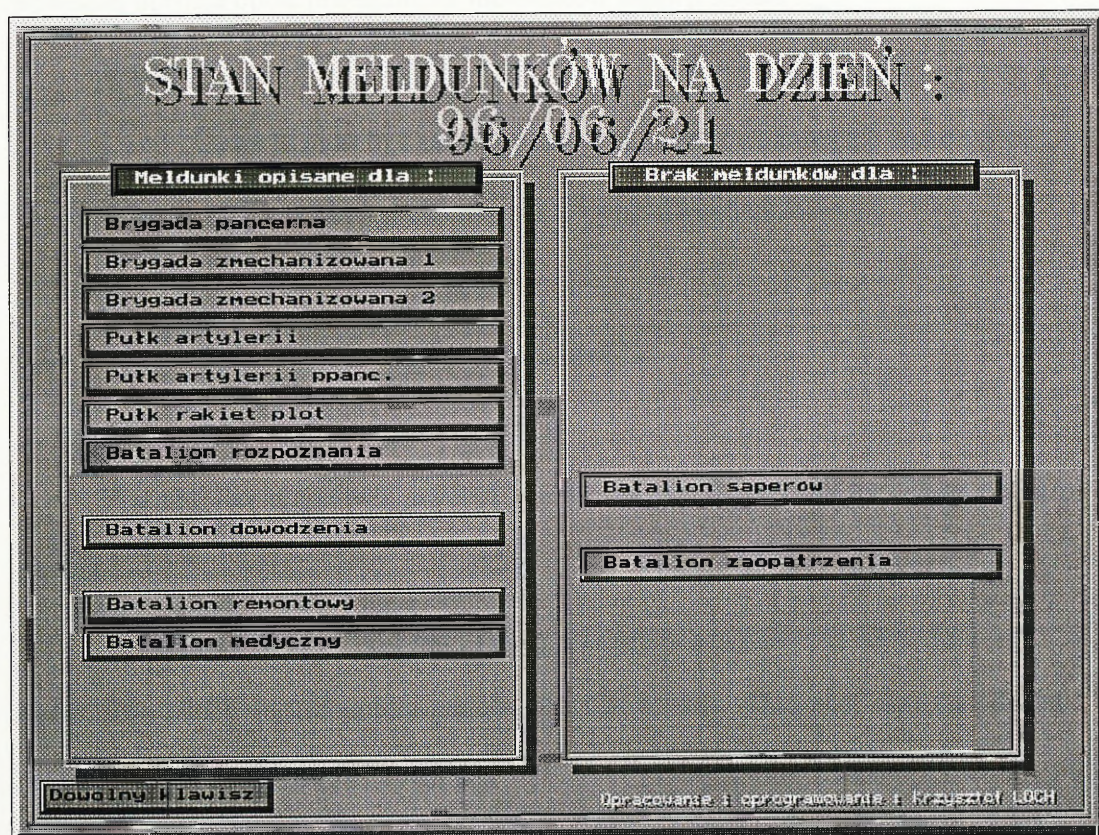 STAN MELDUNKÓW NA DZIEŃ :
96/06/21
Meldunki opisane dla :
Brygada pancerna
Brygada zmechanizowana 1
Brygada zmechanizowana 2
Pułk artylerii
Pułk artylerii ppanc.
Pułk rakiet plot
Batalion rozpoznania
Batalion dowodzenia
Batalion remontowy
Batalion medyczny
Brak meldunków dla :
Batalion saperów
Batalion zaopatrzenia
Dowolny klawisz
Opracowanie i oprogramowanie : Krzysztof LOCH